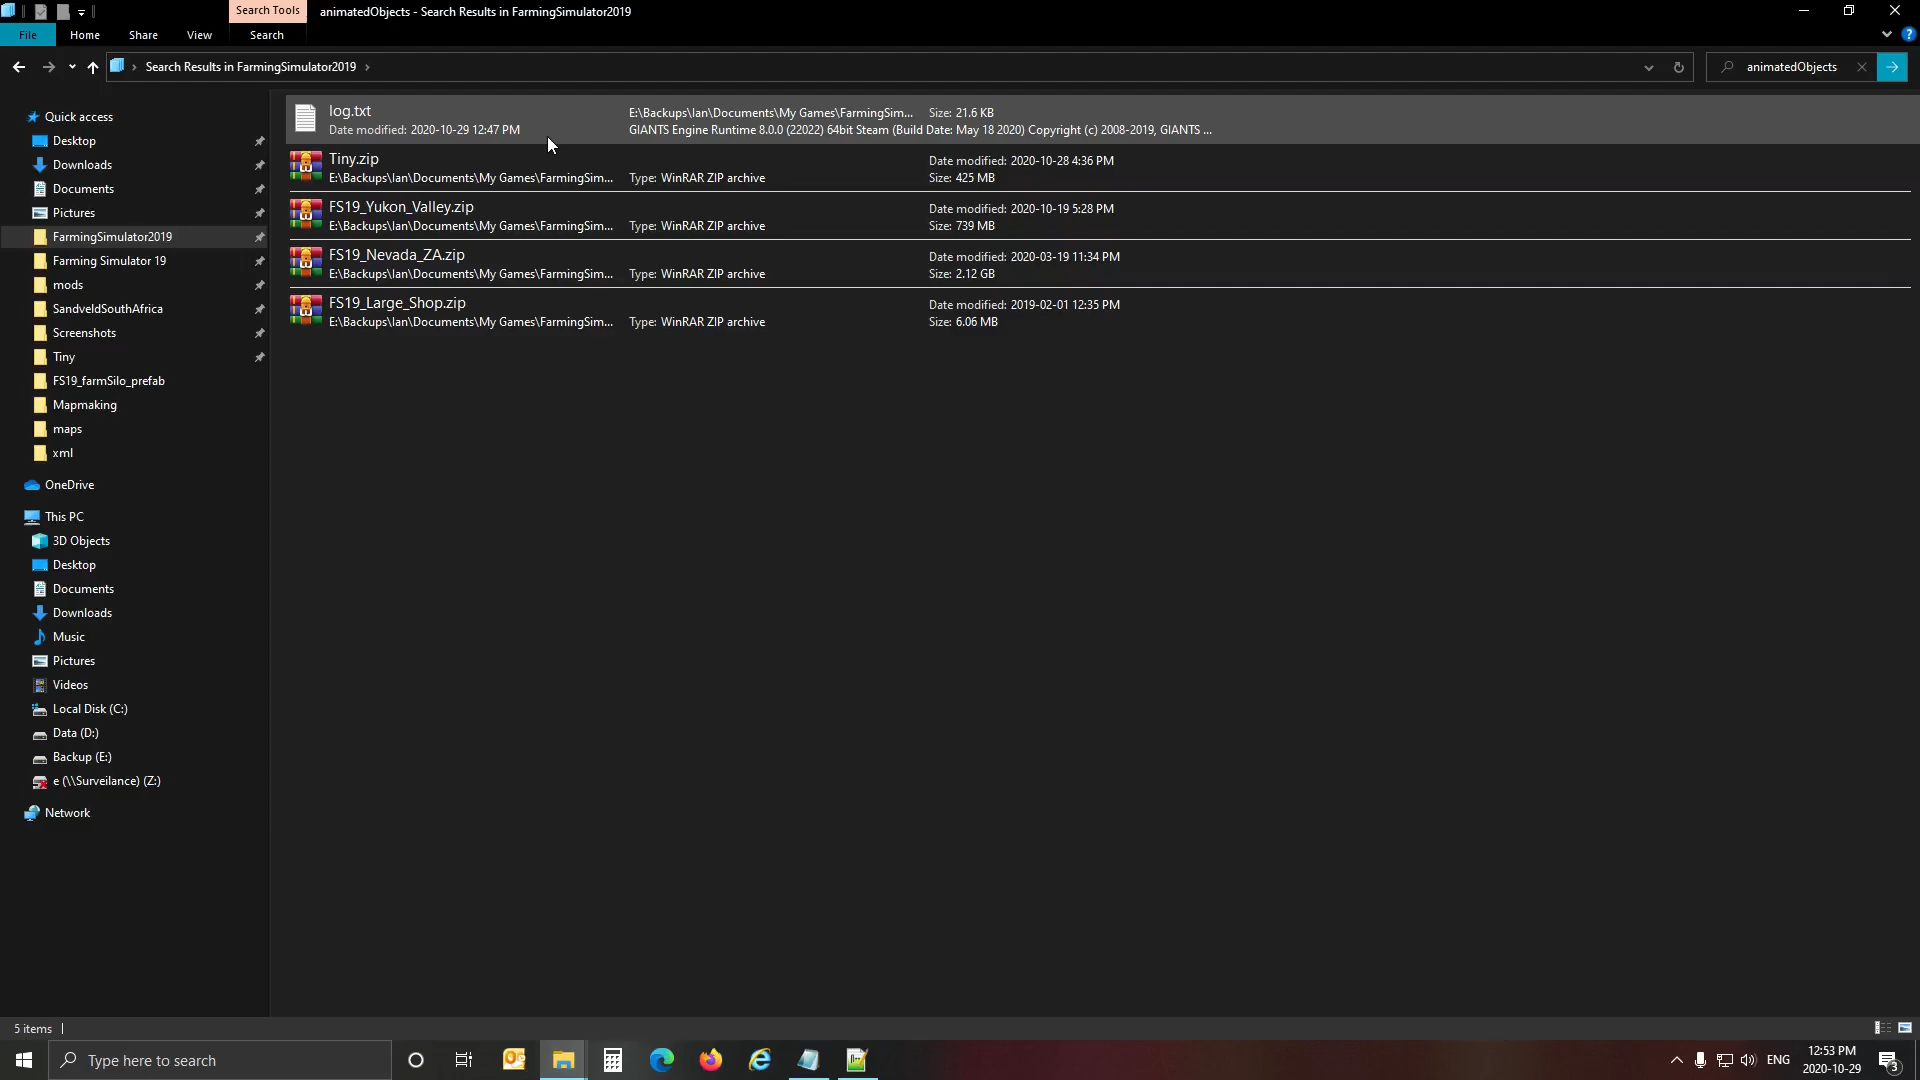 Search Tools
animatedObjects - Search Results in FarmingSimulator2019
File
Home
Share
View
Search
?
Search Results in FarmingSimulator2019
animatedObjects
Quick access
Desktop
Downloads
Documents
Pictures
FarmingSimulator2019
Farming Simulator 19
mods
SandveldSouthAfrica
Screenshots
Tiny
FS19_farmSilo_prefab
Mapmaking
maps
xml
OneDrive
This PC
3D Objects
Desktop
Documents
Downloads
Music
Pictures
Videos
Local Disk (C:)
Data (D:)
Backup (E:)
e (\\Surveilance) (Z:)
Network
log.txt
E:\Backups\Ian\Documents\My Games\FarmingSim...
Size: 21.6 KB
Date modified: 2020-10-29 12:47 PM
GIANTS Engine Runtime 8.0.0 (22022) 64bit Steam (Build Date: May 18 2020) Copyright (c) 2008-2019, GIANTS ...
Tiny.zip
Date modified: 2020-10-28 4:36 PM
E:\Backups\Ian\Documents\My Games\FarmingSim...
Type: WinRAR ZIP archive
Size: 425 MB
FS19_Yukon_Valley.zip
Date modified: 2020-10-19 5:28 PM
E:\Backups\Ian\Documents\My Games\FarmingSim...
Type: WinRAR ZIP archive
Size: 739 MB
FS19_Nevada_ZA.zip
Date modified: 2020-03-19 11:34 PM
E:\Backups\Ian\Documents\My Games\FarmingSim...
Type: WinRAR ZIP archive
Size: 2.12 GB
FS19_Large_Shop.zip
Date modified: 2019-02-01 12:35 PM
E:\Backups\Ian\Documents\My Games\FarmingSim...
Type: WinRAR ZIP archive
Size: 6.06 MB
5 items
Type here to search
ENG
12:53 PM
2020-10-29
3